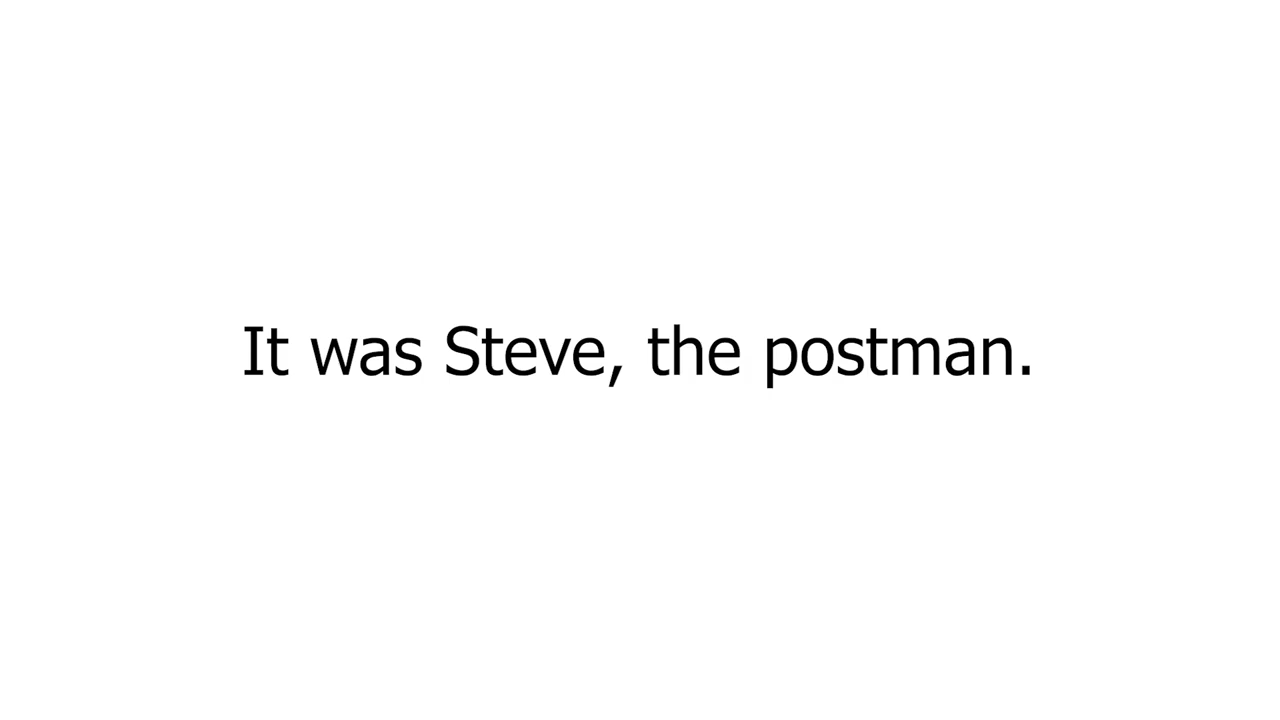 It was Steve, the postman.